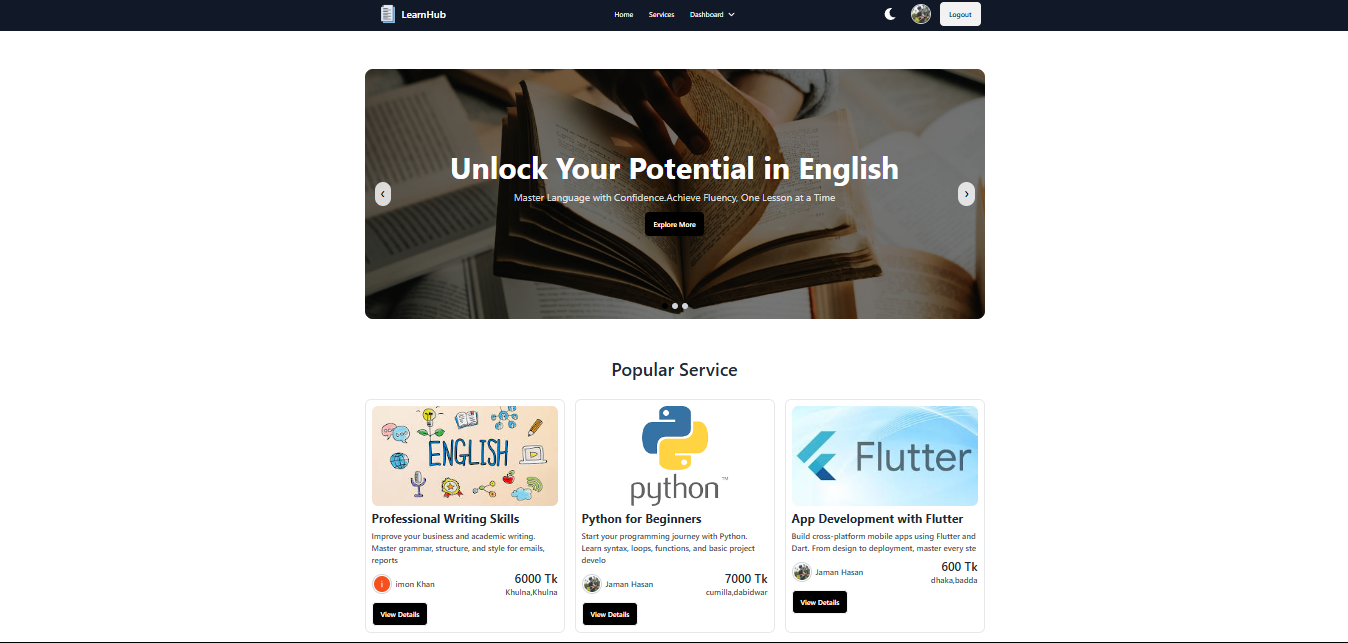 LearnHub
Home Services Dashboard
Logout
Unlock Your Potential in English
Master Language with Confidence.Achieve Fluency, One Lesson at a Time
Explore More
Popular Service
ENGLISH
Professional Writing Skills
Improve your business and academic writing.
Master grammar, structure, and style for emails,
reports
i
imon Khan
6000 Tk
Khulna,Khulna
View Details
python™
Python for Beginners
Start your programming journey with Python.
Learn syntax, loops, functions, and basic project
develo
Jaman Hasan
7000 Tk
cumilla,dabidwar
View Details
Flutter
App Development with Flutter
Build cross-platform mobile apps using Flutter and
Dart. From design to deployment, master every ste
Jaman Hasan
600 Tk
dhaka,badda
View Details